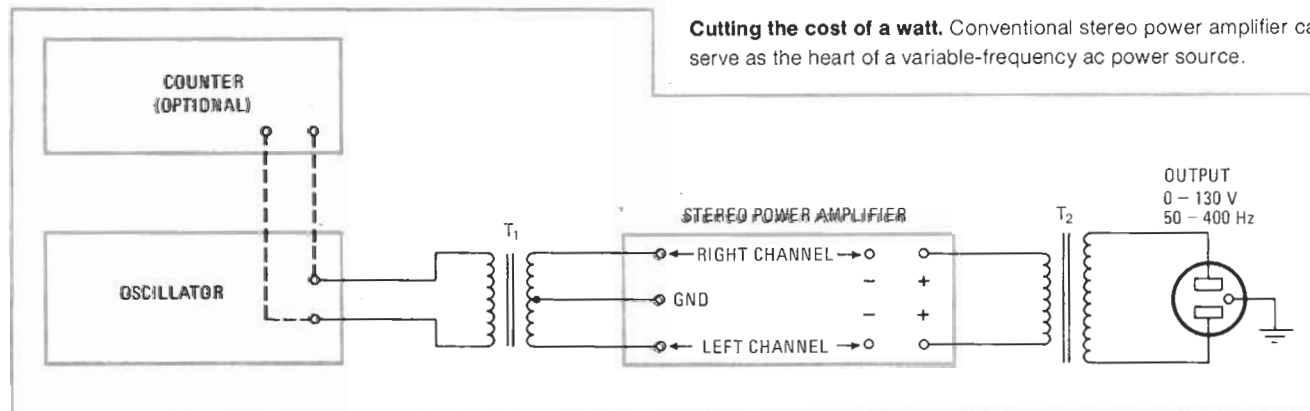 Cutting the cost of a watt. Conventional stereo power amplifier ca
serve as the heart of a variable-frequency ac power source.
COUNTER
(OPTIONAL)
OSCILLATOR
T1
STEREO POWER AMPLIFIER
RIGHT CHANNEL
GND
LEFT CHANNEL
− +
− +
T2
OUTPUT
0 – 130 V
50 – 400 Hz